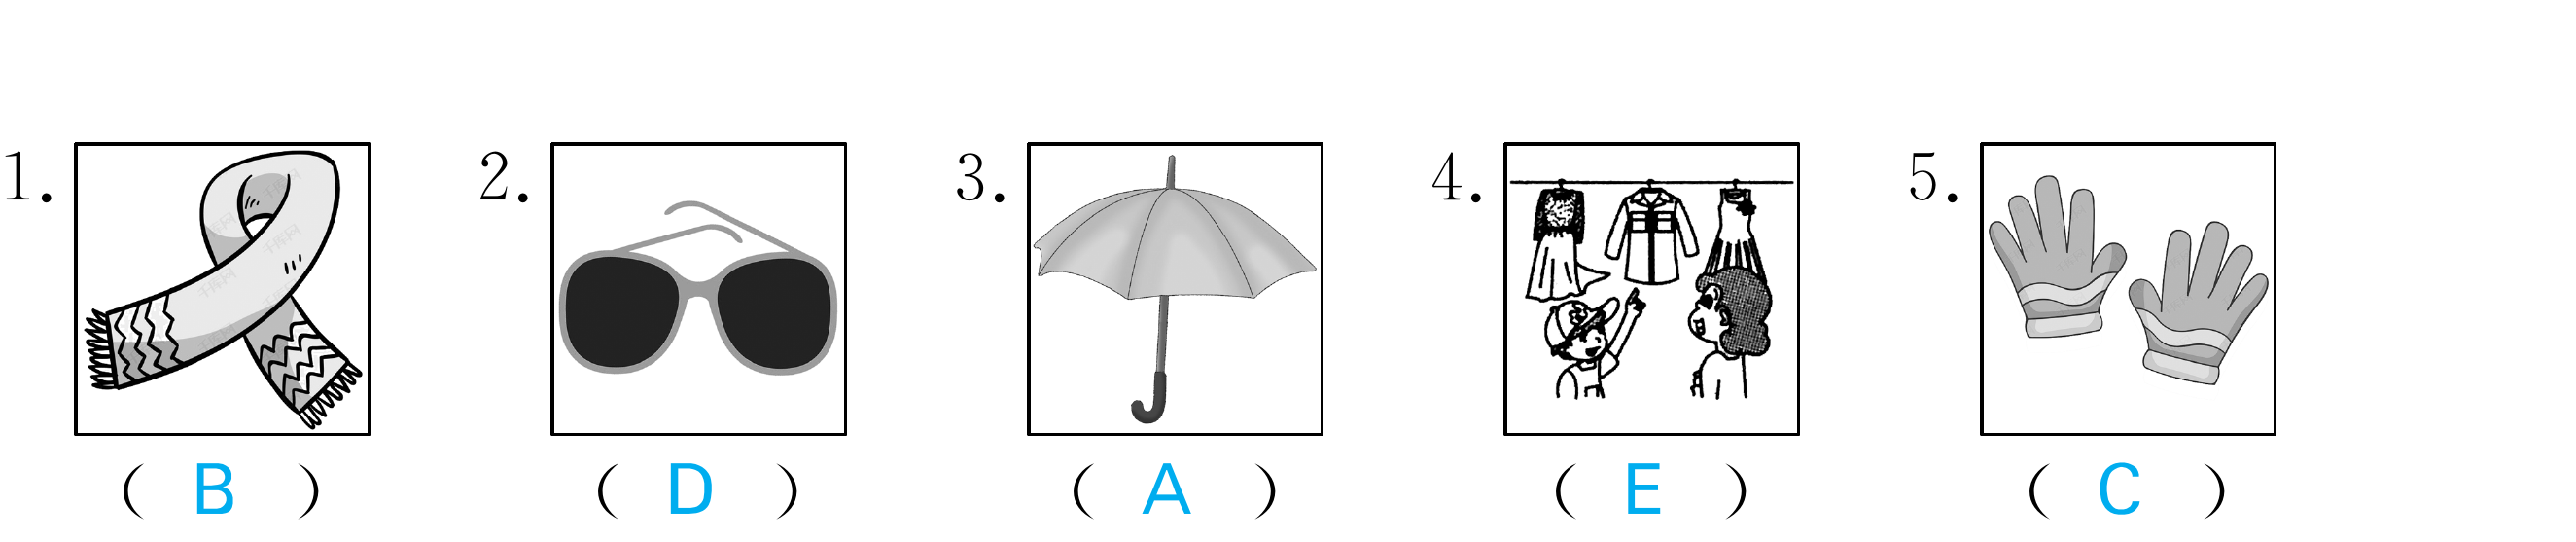 1. 2. 3. 4. 5.
( B ) ( D ) ( A ) ( E ) ( C )